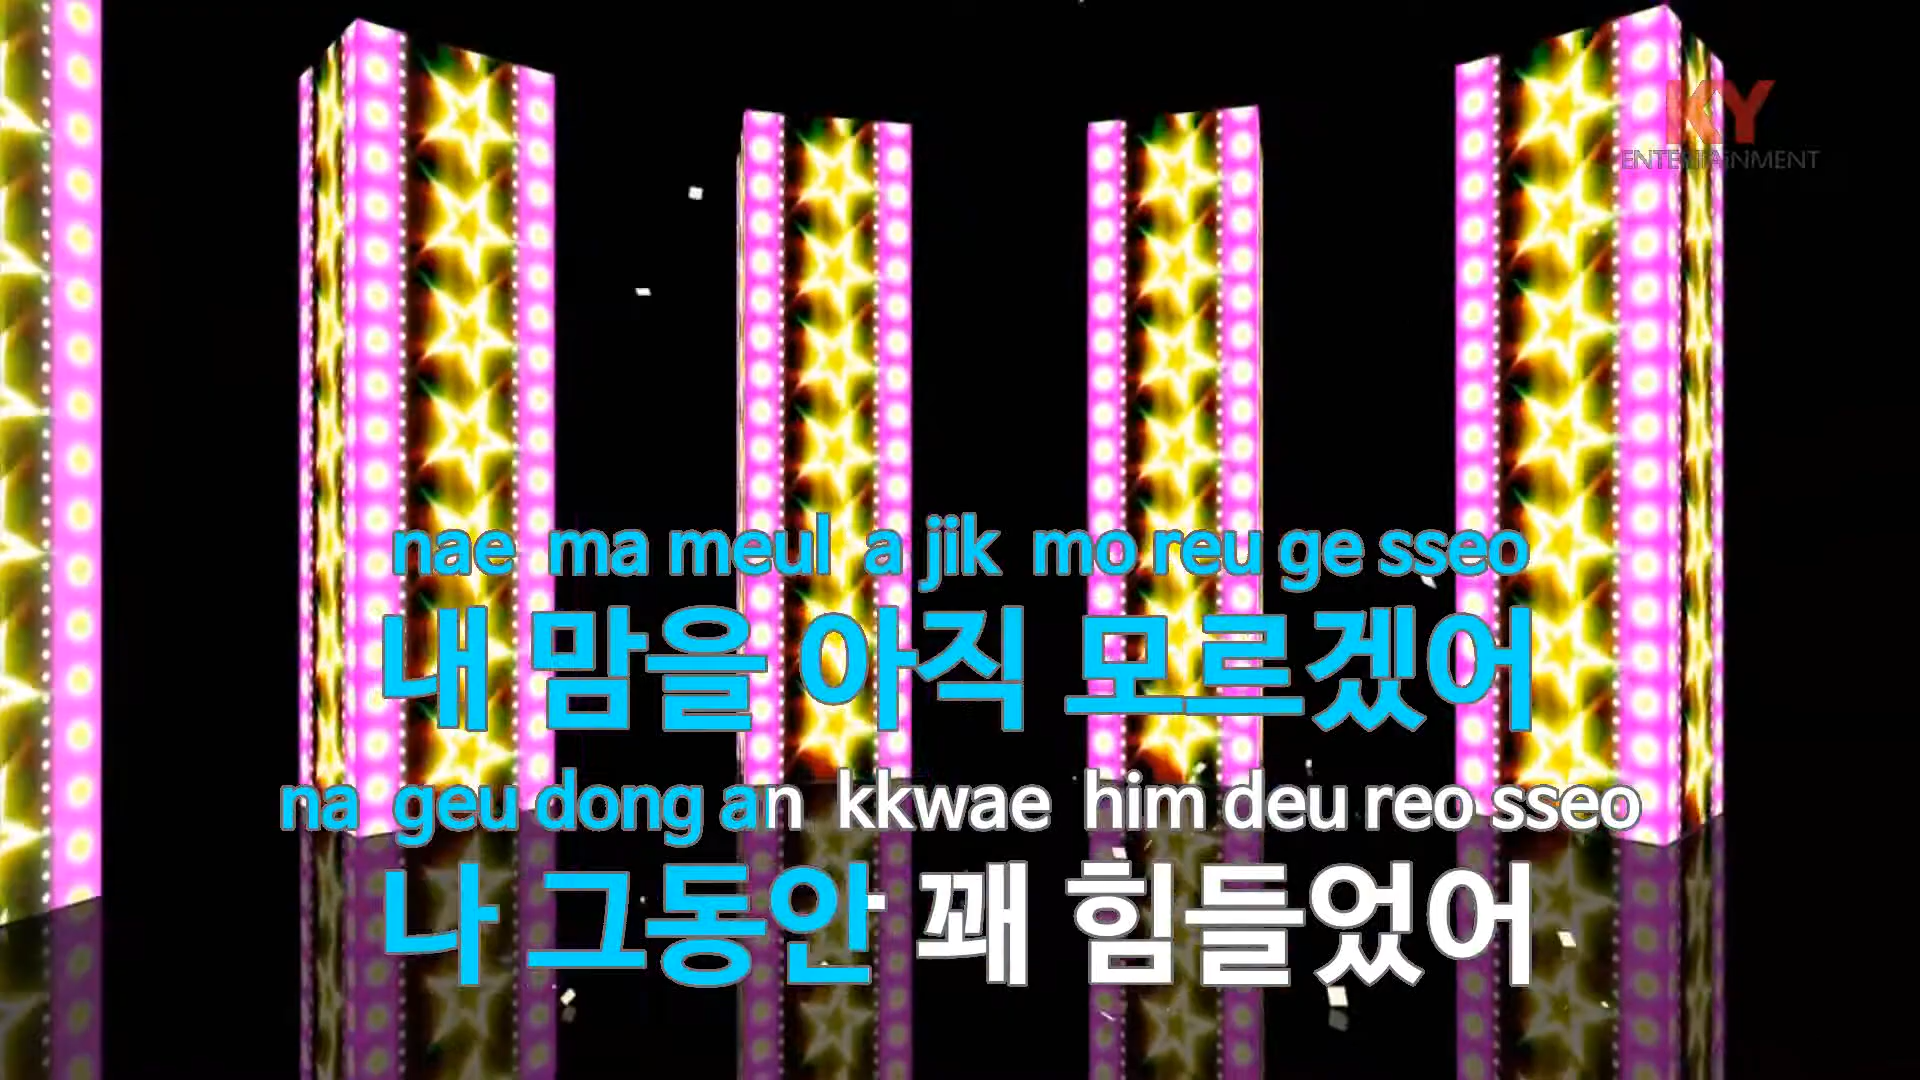 KY
ENTERTAiNMENT
nae ma meul a jik mo reu ge sseo
내 맘을 아직 모르겠어
na geu dong an kkwae him deu reo sseo
나 그동안 꽤 힘들었어